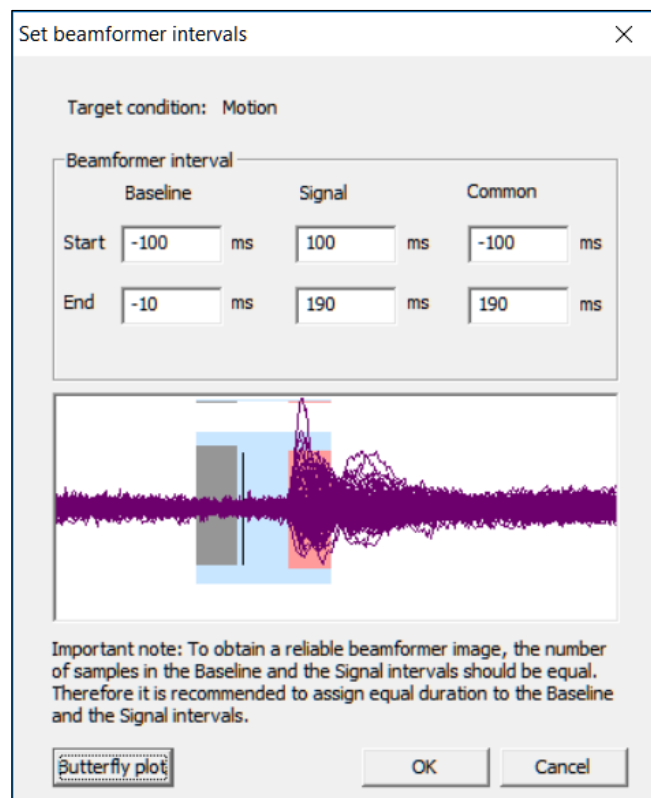 Set beamformer intervals
Target condition: Motion
Beamformer interval
Baseline Signal Common
Start -100 ms 100 ms -100 ms
End -10 ms 190 ms 190 ms
Important note: To obtain a reliable beamformer image, the number
of samples in the Baseline and the Signal intervals should be equal.
Therefore it is recommended to assign equal duration to the Baseline
and the Signal intervals.
Butterfly plot OK Cancel